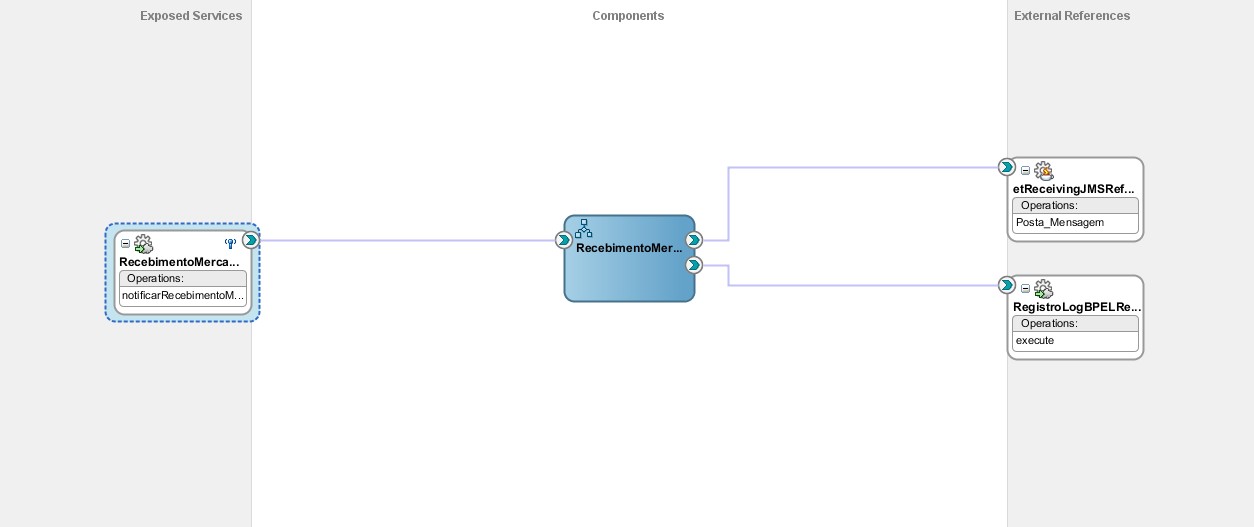 Exposed Services
Components
External References
RecebimentoMerca...
Operations:
notificarRecebimentoM...
RecebimentoMer...
etReceivingJMSRef...
Operations:
Posta_Mensagem
RegistroLogBPELRe...
Operations:
execute